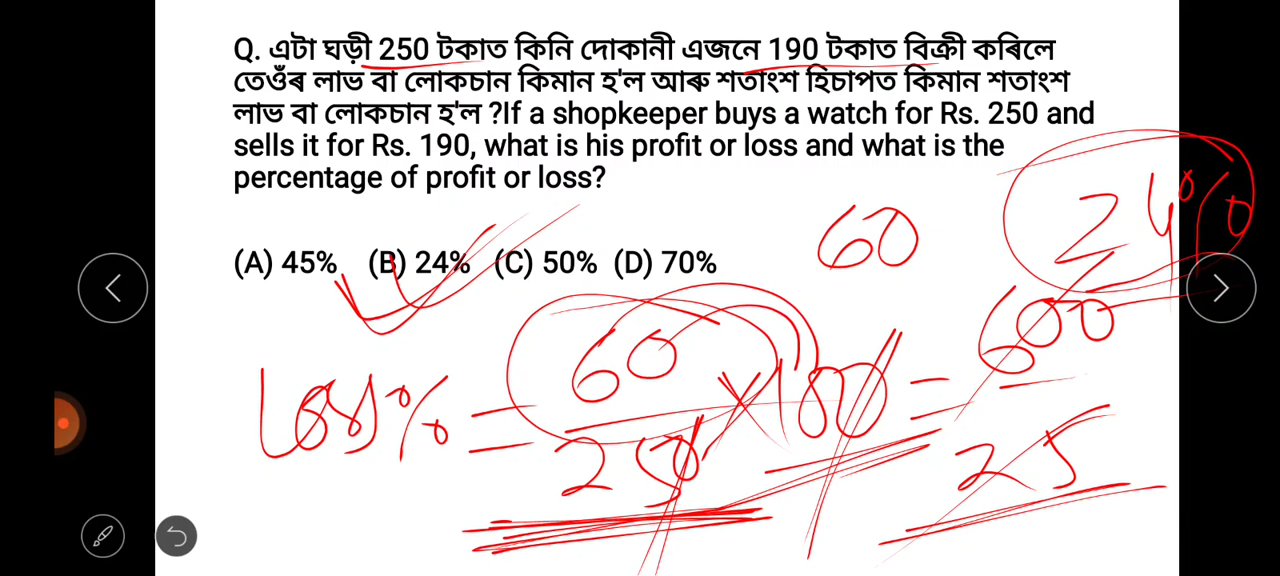 Q. এটা ঘড়ী 250 টকাত কিনি দোকানী এজনে 190 টকাত বিক্ৰী কৰিলে
তেওঁৰ লাভ বা লোকচান কিমান হ'ল আৰু শতাংশ হিচাপত কিমান শতাংশ
লাভ বা লোকচান হ'ল ?If a shopkeeper buys a watch for Rs. 250 and
sells it for Rs. 190, what is his profit or loss and what is the
percentage of profit or loss?
60
24%
(A) 45% (B) 24% (C) 50% (D) 70%
Loss% = 60 / 250 × 100 = 600 / 25